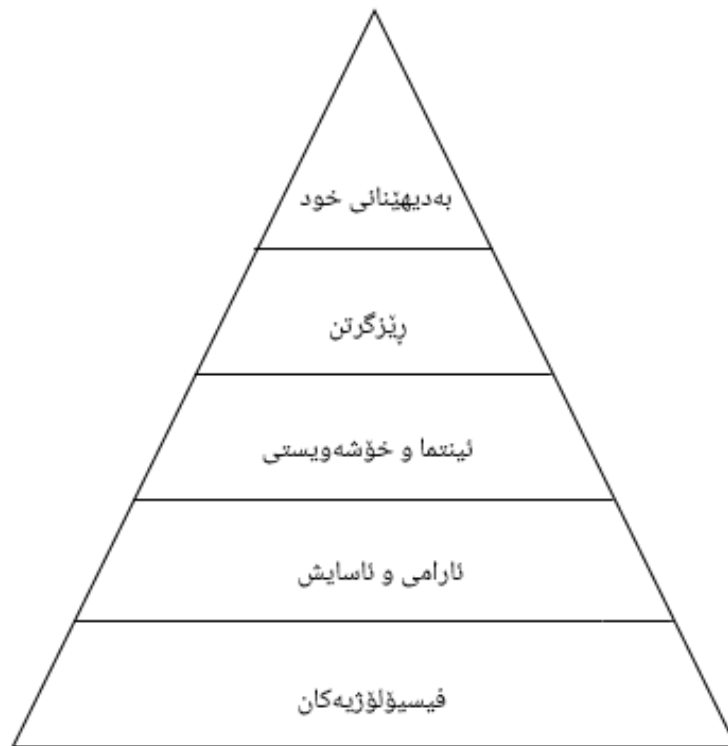 بەدیهێنانی خود
ڕێزگرتن
ئینتما و خۆشەویستی
ئارامی و ئاسایش
فیسیۆلۆژیەکان